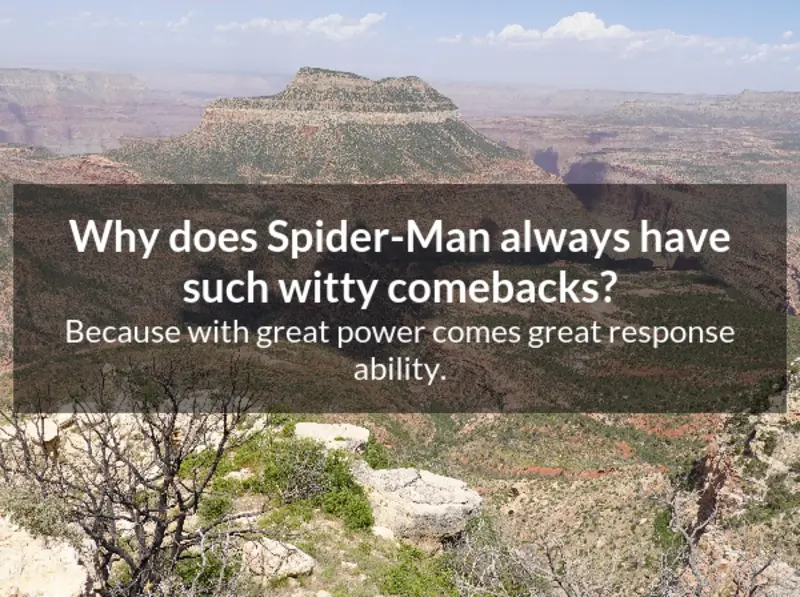 Why does Spider-Man always have
such witty comebacks?
Because with great power comes great response
ability.